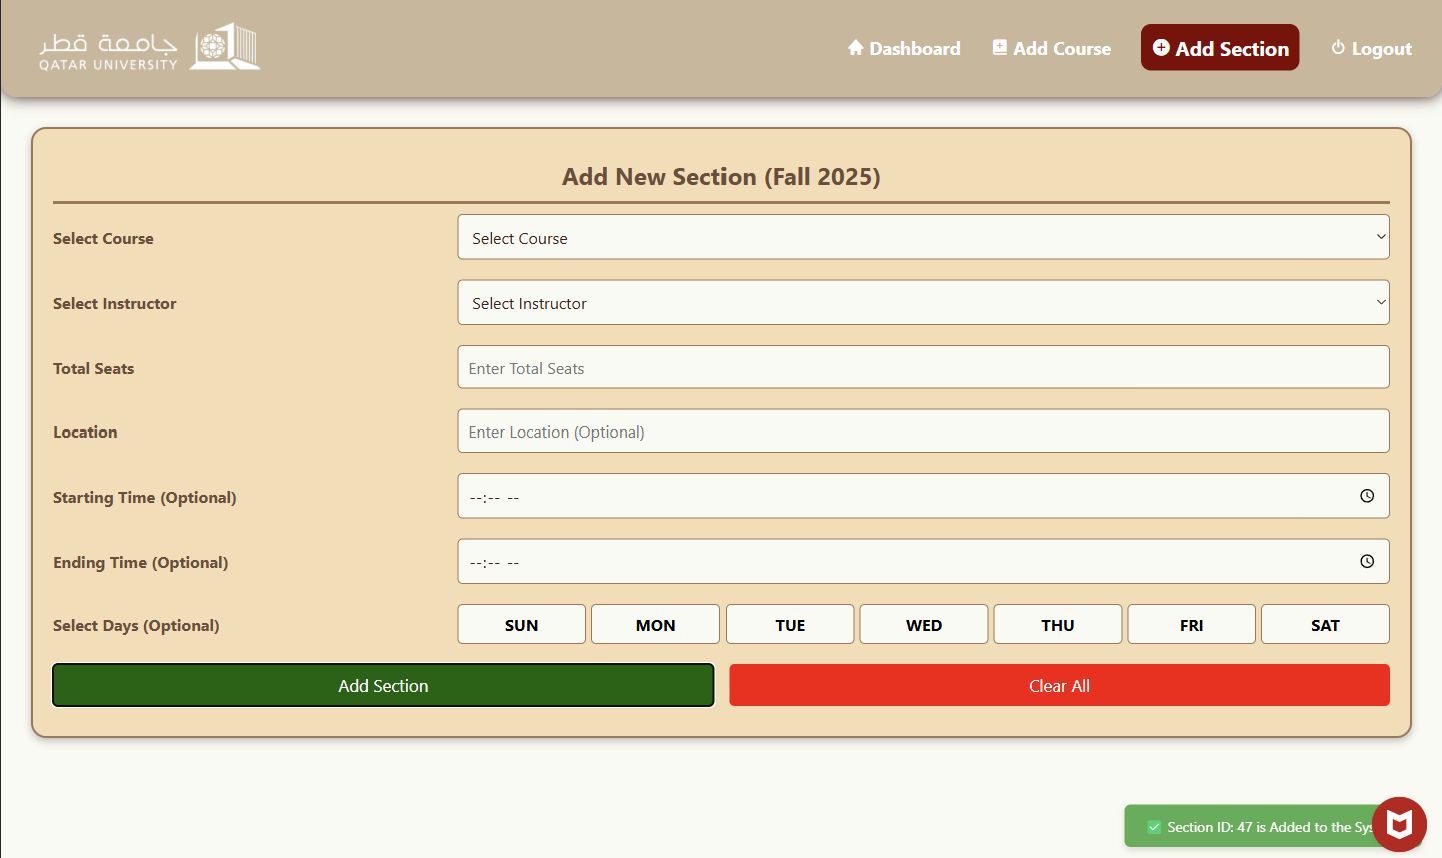 جامعة قطر
QATAR UNIVERSITY
Dashboard
Add Course
Add Section
Logout
Add New Section (Fall 2025)
Select Course
Select Course
Select Instructor
Select Instructor
Total Seats
Enter Total Seats
Location
Enter Location (Optional)
Starting Time (Optional)
--:-- --
Ending Time (Optional)
--:-- --
Select Days (Optional)
SUN MON TUE WED THU FRI SAT
Add Section
Clear All
Section ID: 47 is Added to the